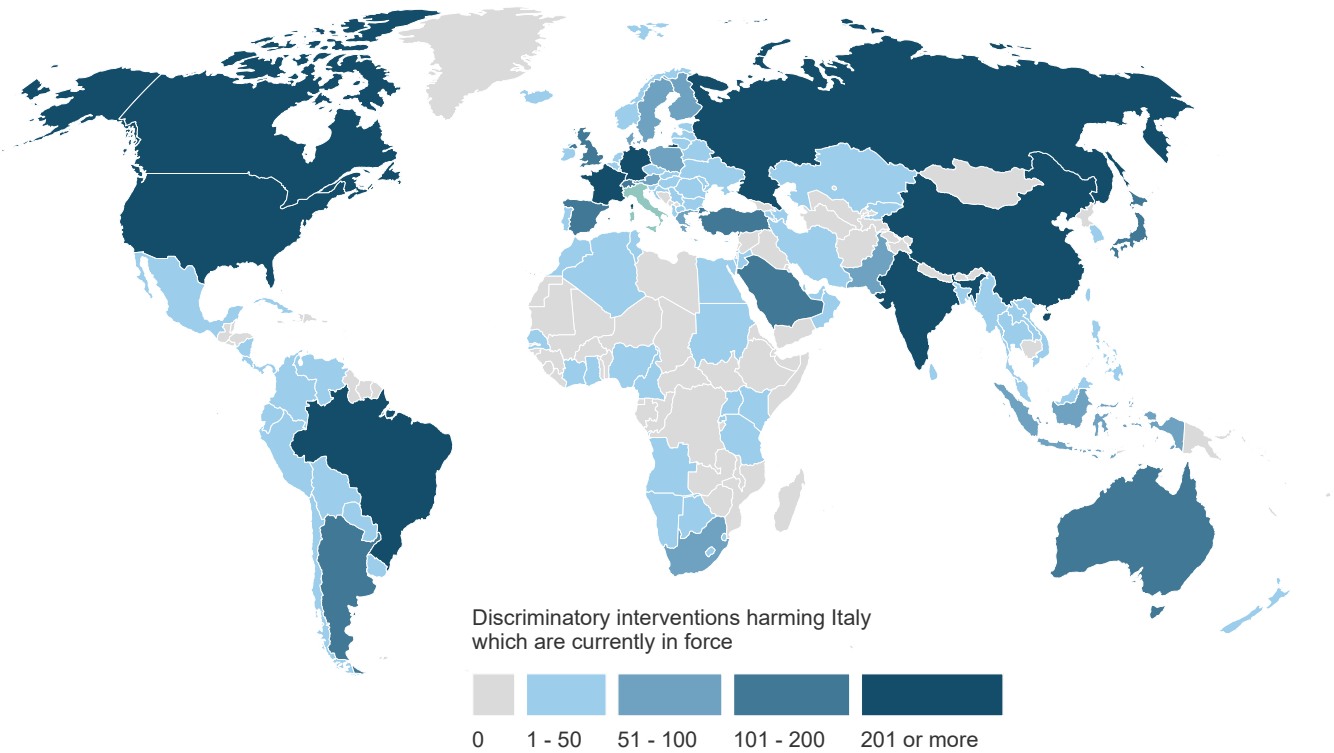 Discriminatory interventions harming Italy
which are currently in force
0 1 - 50 51 - 100 101 - 200 201 or more